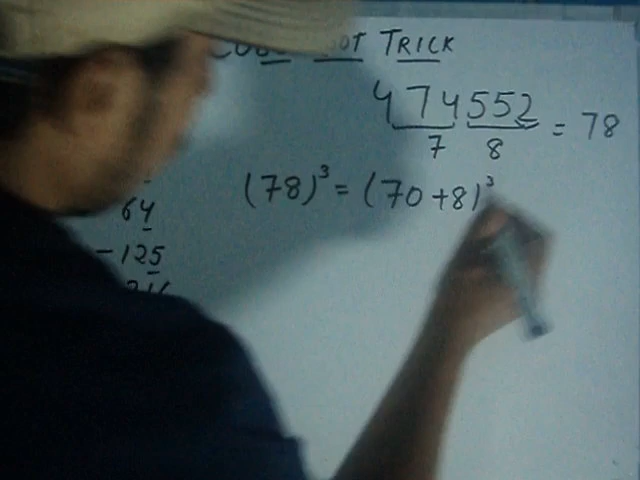 TRICK
474552 = 78
7 8
(78)³ = (70+8)³
64
-125